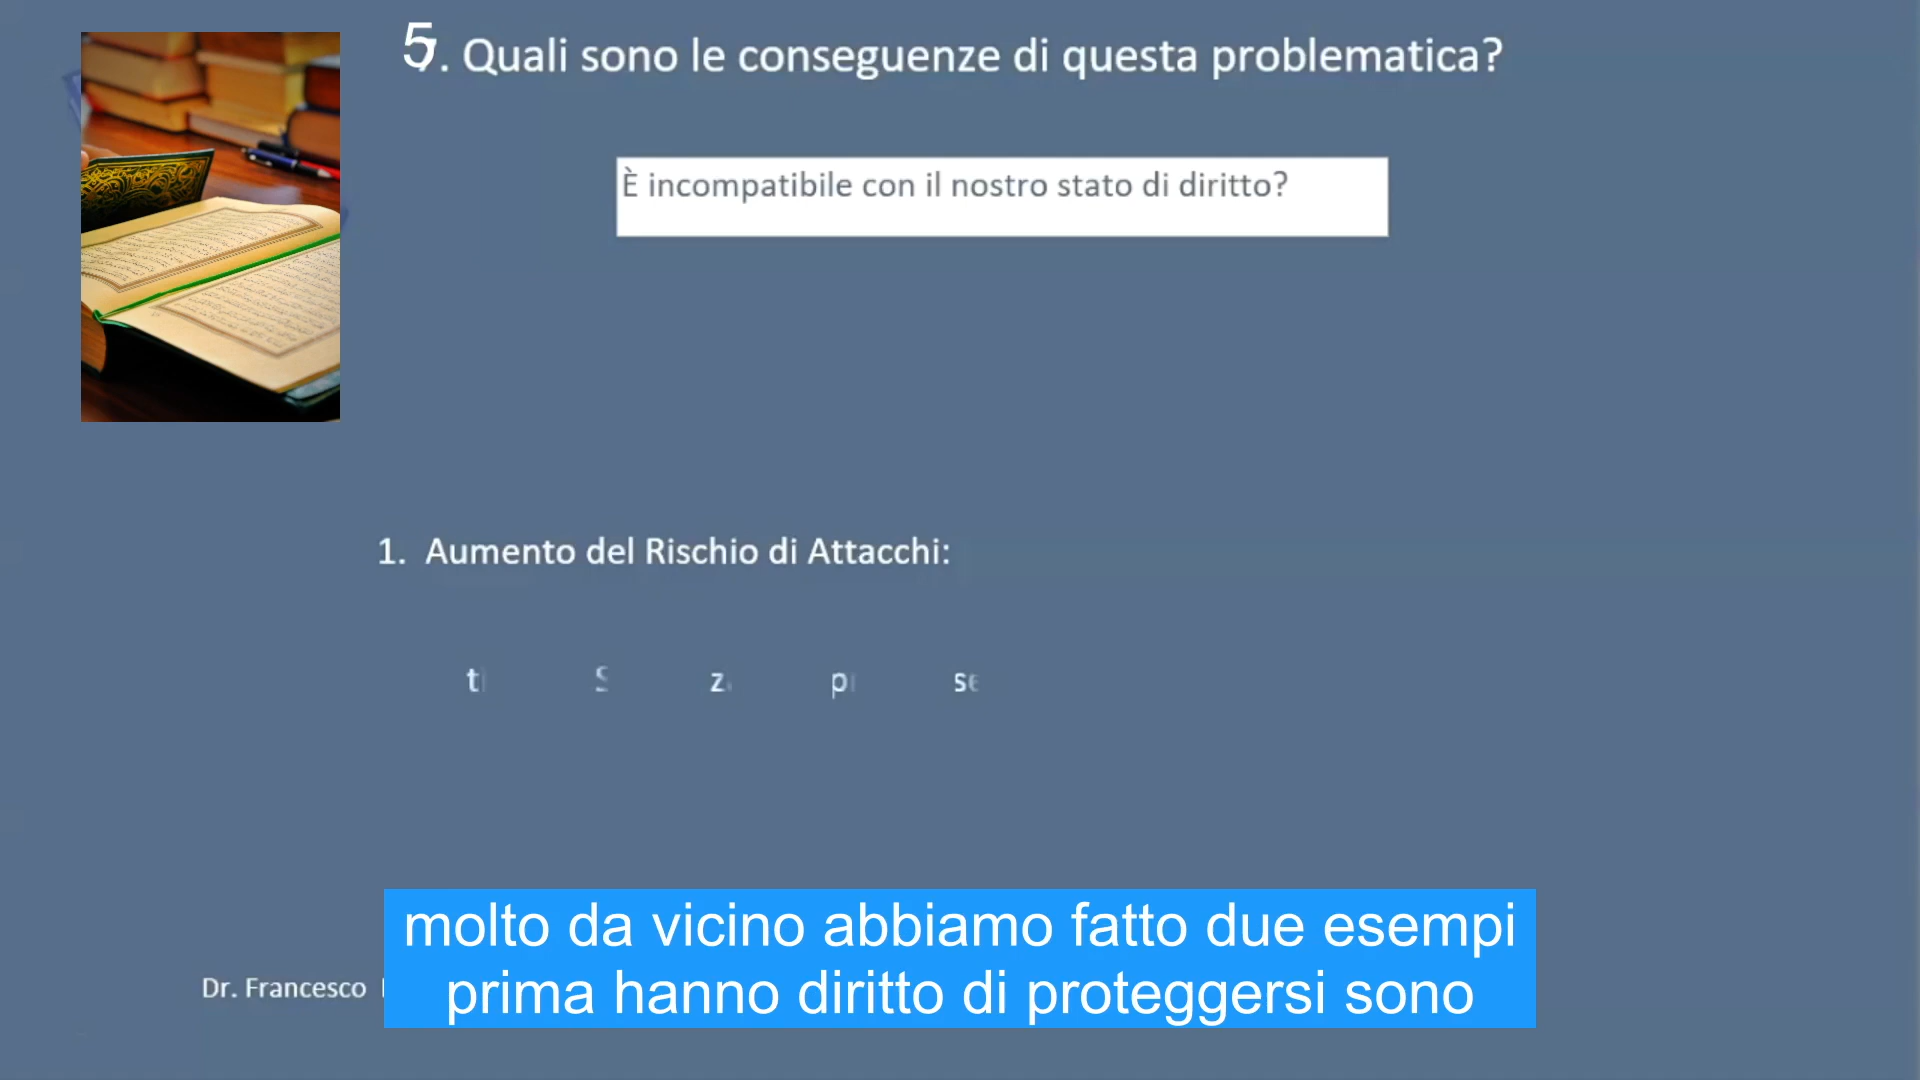 5. Quali sono le conseguenze di questa problematica?
È incompatibile con il nostro stato di diritto?
1. Aumento del Rischio di Attacchi:
Dr. Francesco
molto da vicino abbiamo fatto due esempi
prima hanno diritto di proteggersi sono